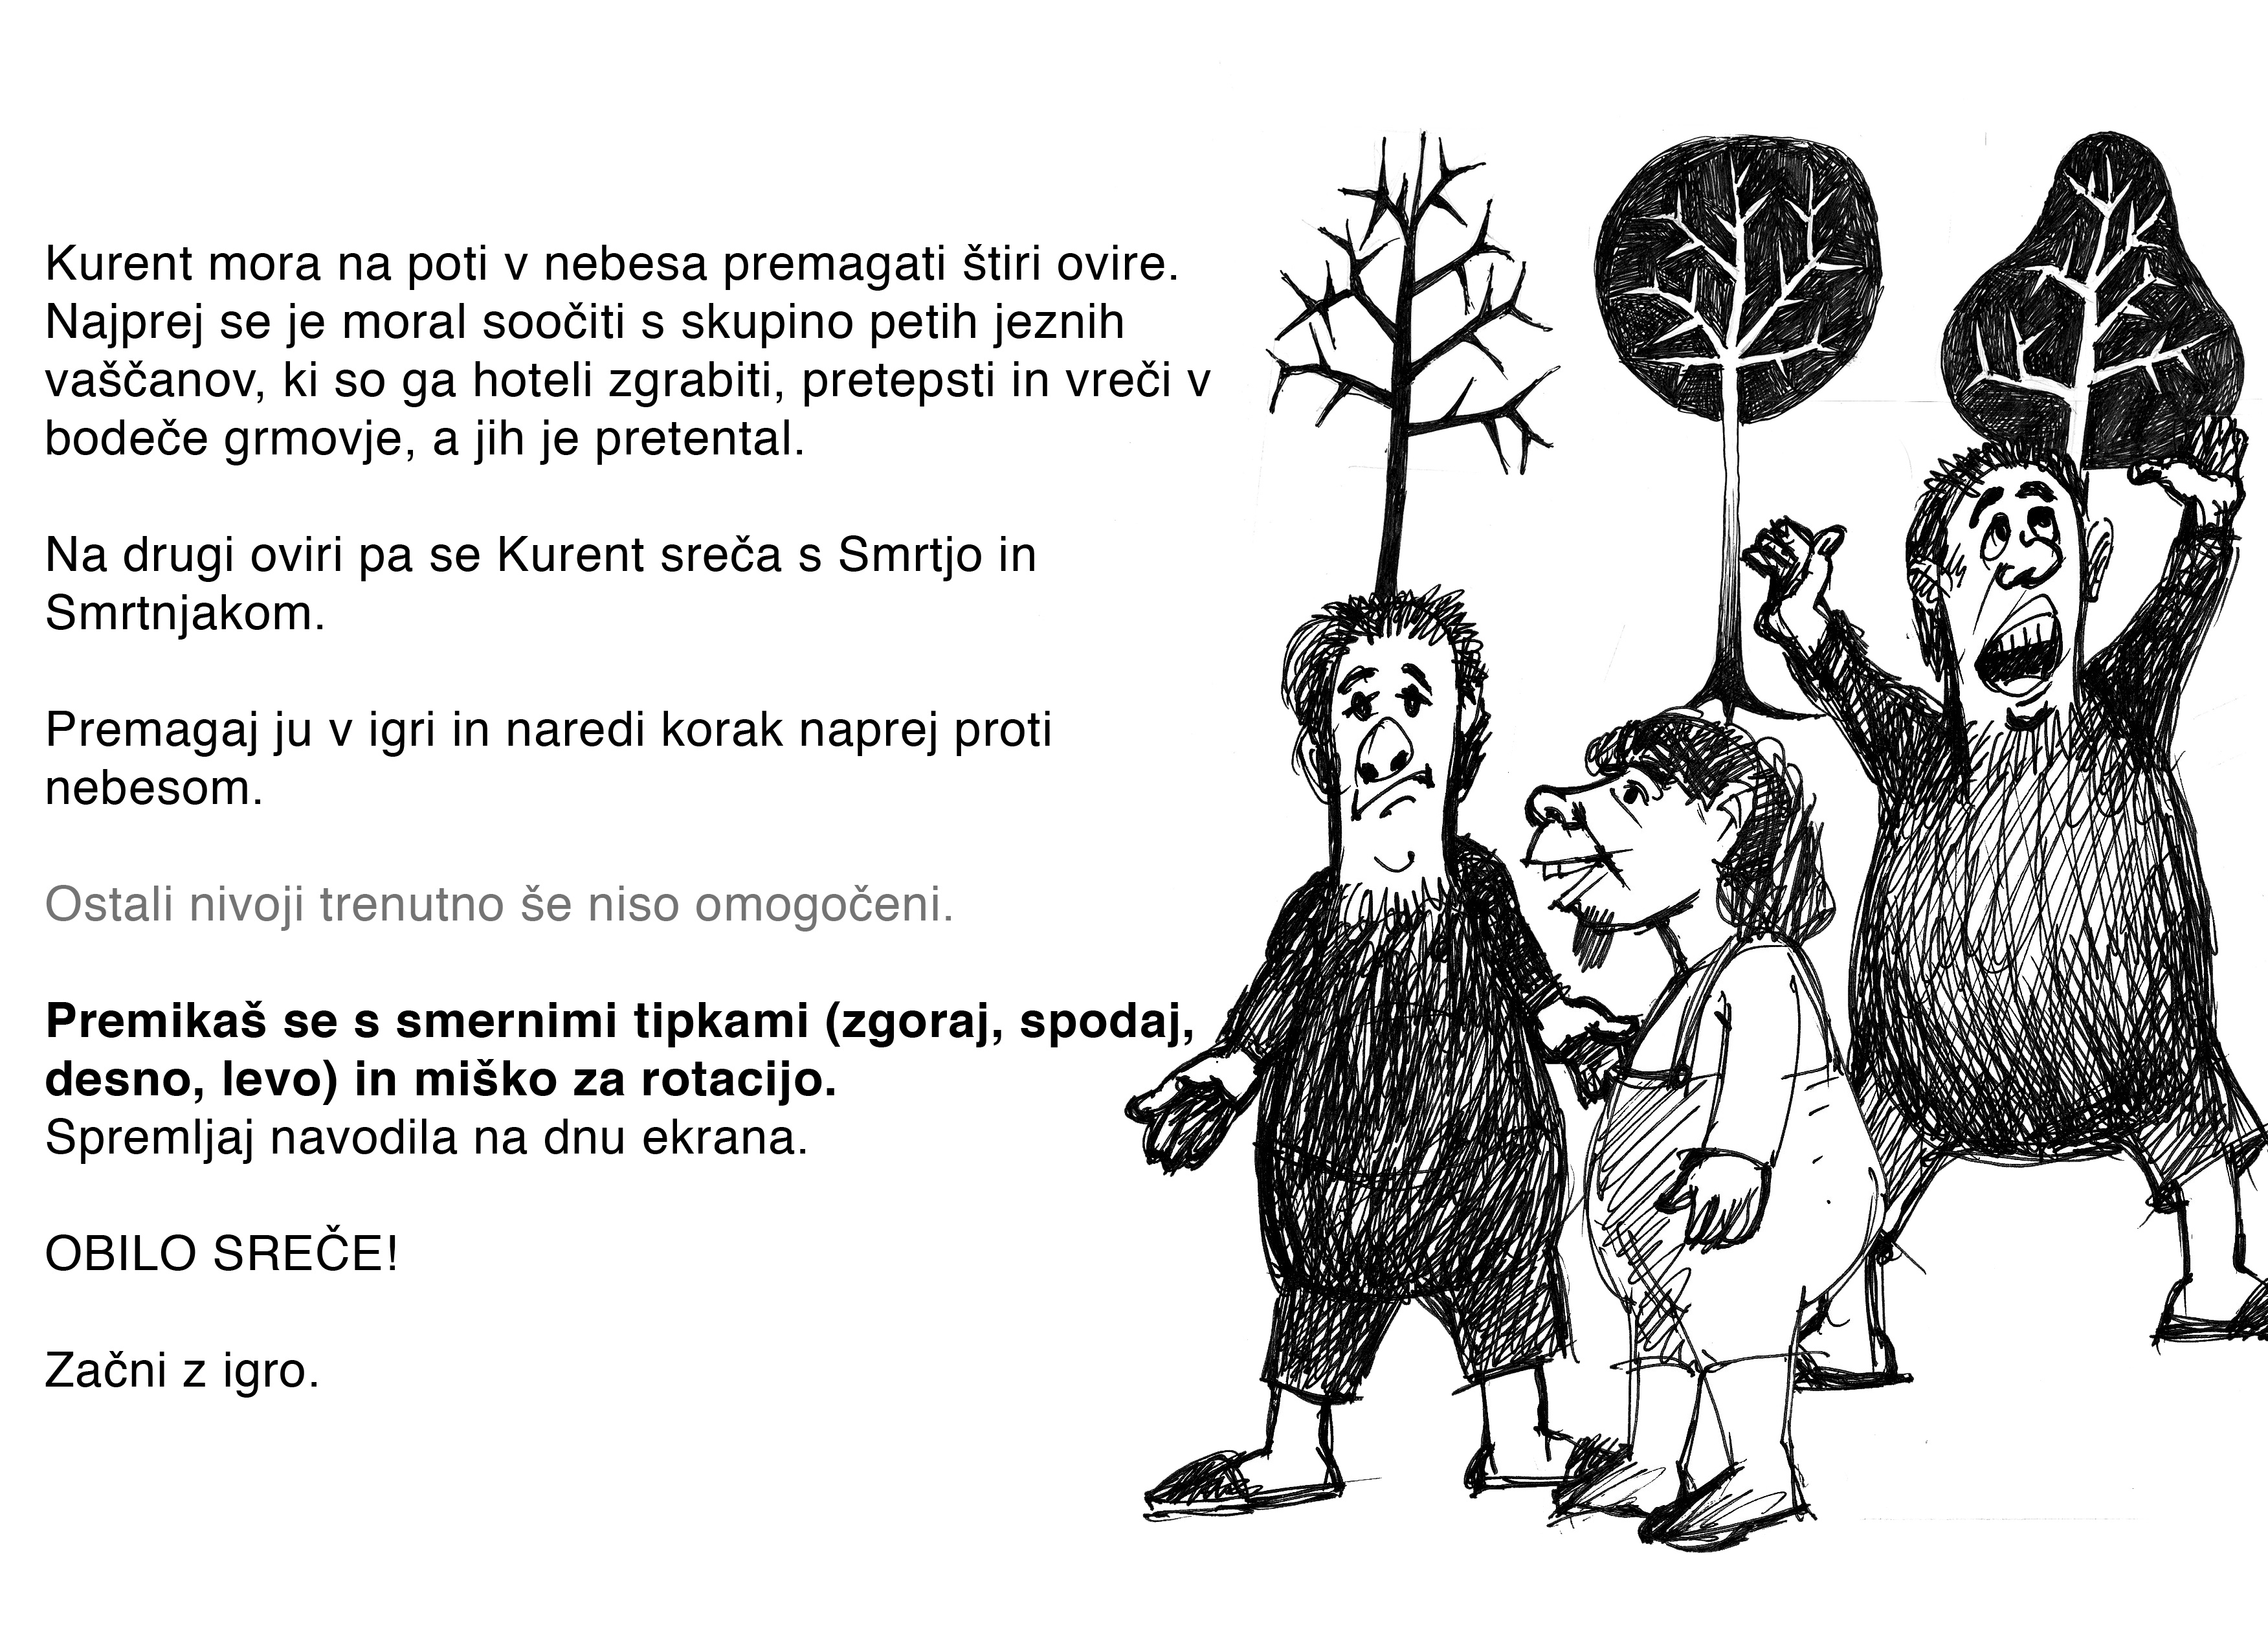 Kurent mora na poti v nebesa premagati štiri ovire.
Najprej se je moral soočiti s skupino petih jeznih
vaščanov, ki so ga hoteli zgrabiti, pretepsti in vreči v
bodeče grmovje, a jih je pretental.
Na drugi oviri pa se Kurent sreča s Smrtjo in
Smrtnjakom.
Premagaj ju v igri in naredi korak naprej proti
nebesom.
Ostali nivoji trenutno še niso omogočeni.
Premikaš se s smernimi tipkami (zgoraj, spodaj,
desno, levo) in miško za rotacijo.
Spremljaj navodila na dnu ekrana.
OBILO SREČE!
Začni z igro.